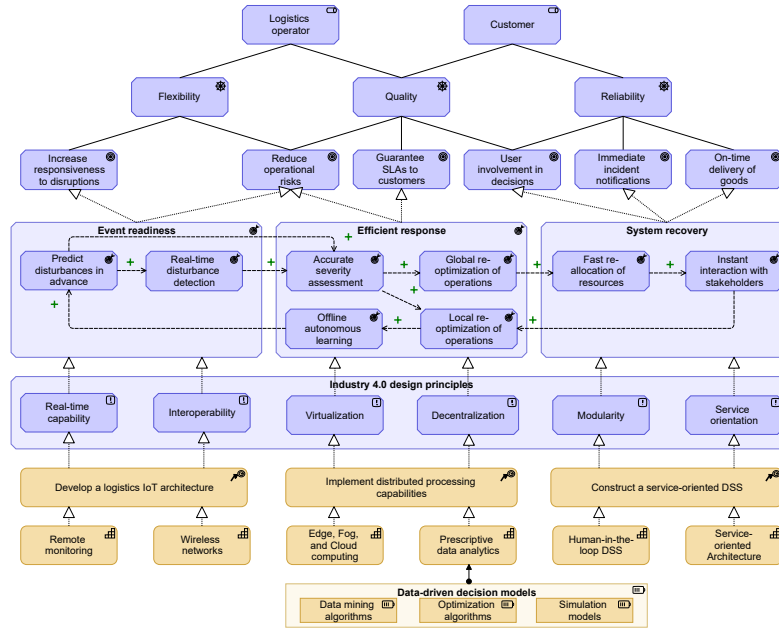 Logistics
operator
Customer
Flexibility
Quality
Reliability
Increase
responsiveness
to disruptions
Reduce
operational
risks
Guarantee
SLAs to
customers
User
involvement in
decisions
Immediate
incident
notifications
On-time
delivery of
goods
Event readiness
Efficient response
System recovery
+
Predict
disturbances in
advance
+
Real-time
disturbance
detection
+
Accurate
severity
assessment
+
Global re-
optimization of
operations
+
Fast re-
allocation of
resources
+
Instant
interaction with
stakeholders
+
+
Offline
autonomous
learning
+
Local re-
optimization of
operations
+
Industry 4.0 design principles
Real-time
capability
Interoperability
Virtualization
Decentralization
Modularity
Service
orientation
Develop a logistics IoT architecture
Implement distributed processing
capabilities
Construct a service-oriented DSS
Remote
monitoring
Wireless
networks
Edge, Fog,
and Cloud
computing
Prescriptive
data analytics
Human-in-the-
loop DSS
Service-
oriented
Architecture
Data-driven decision models
Data mining
algorithms
Optimization
algorithms
Simulation
models